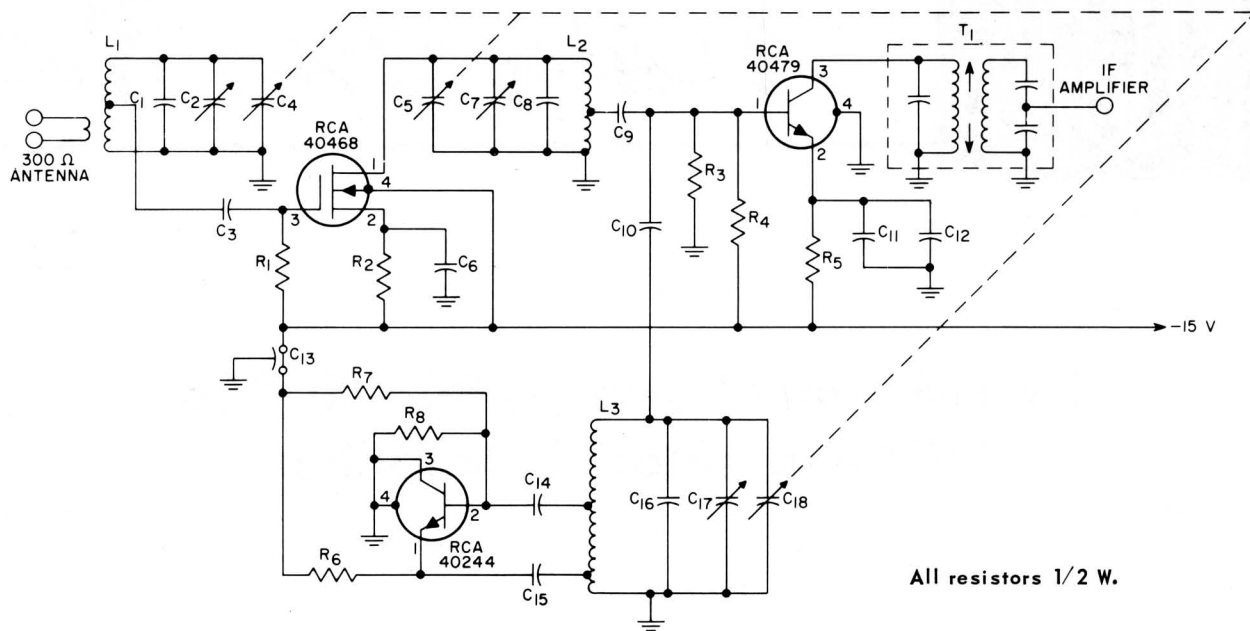 L1
C1
C2
C4
300 Ω
ANTENNA
C3
R1
RCA
40468
1
4
3
2
R2
C6
C5
C7
C8
L2
C9
C10
R3
R4
RCA
40479
1
3
4
2
R5
C11
C12
T1
IF
AMPLIFIER
-15 V
C13
R7
R8
3
4
2
1
RCA
40244
R6
C14
C15
L3
C16
C17
C18
All resistors 1/2 W.